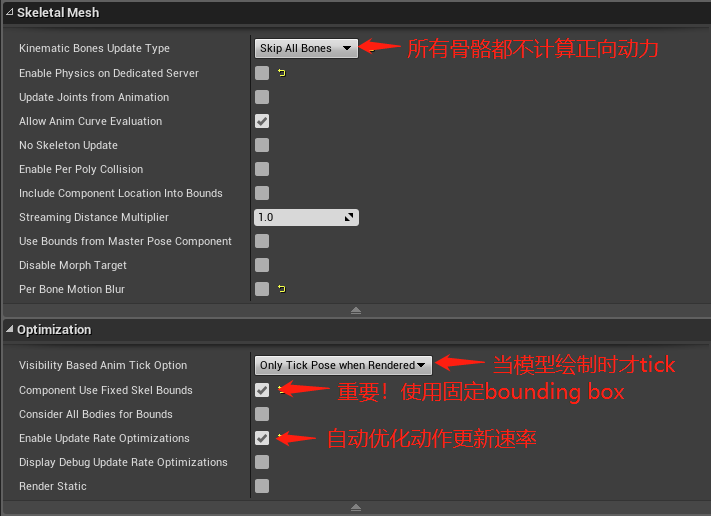 Skeletal Mesh
Kinematic Bones Update Type Skip All Bones 所有骨骼都不计算正向动力
Enable Physics on Dedicated Server
Update Joints from Animation
Allow Anim Curve Evaluation
No Skeleton Update
Enable Per Poly Collision
Include Component Location Into Bounds
Streaming Distance Multiplier 1.0
Use Bounds from Master Pose Component
Disable Morph Target
Per Bone Motion Blur
Optimization
Visibility Based Anim Tick Option Only Tick Pose when Rendered 当模型绘制时才tick
Component Use Fixed Skel Bounds 重要！使用固定bounding box
Consider All Bodies for Bounds
Enable Update Rate Optimizations 自动优化动作更新速率
Display Debug Update Rate Optimizations
Render Static